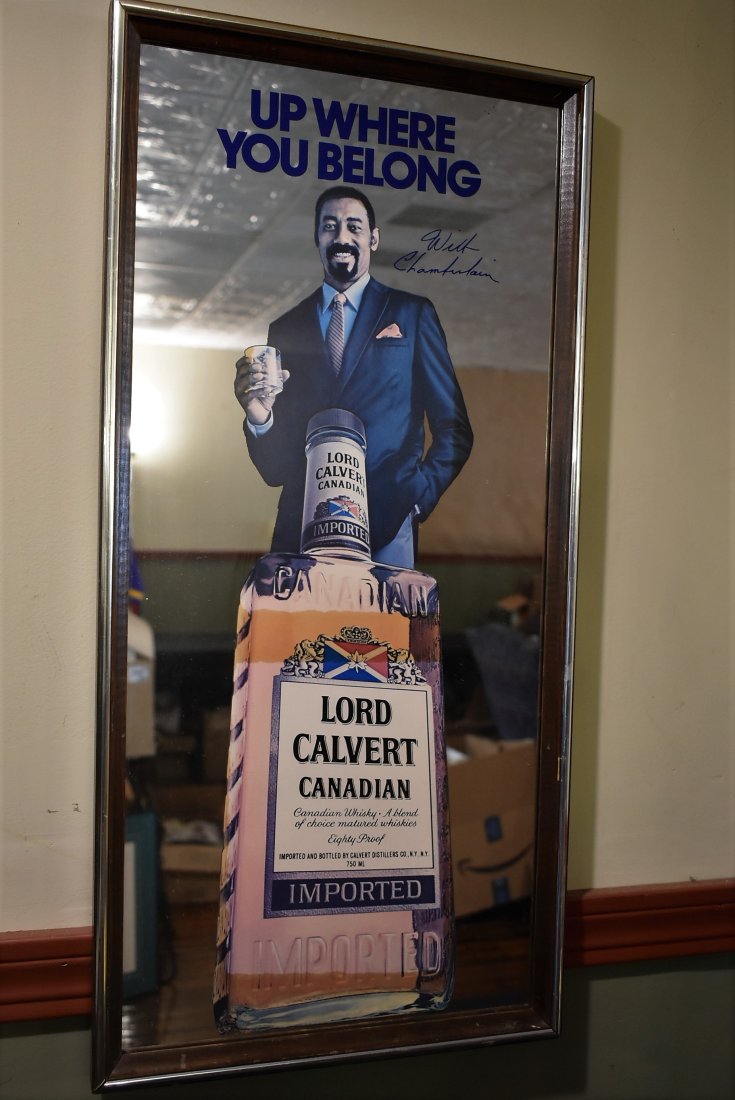 UP WHERE
YOU BELONG
Wilt
Chamberlain
LORD
CALVERT
CANADIAN
IMPORTED
CANADIAN
LORD
CALVERT
CANADIAN
Canadian Whisky • A blend
of choice matured whiskies
Eighty Proof
IMPORTED AND BOTTLED BY CALVERT DISTILLERS CO., N.Y. N.Y.
750 ML
IMPORTED
IMPORTED